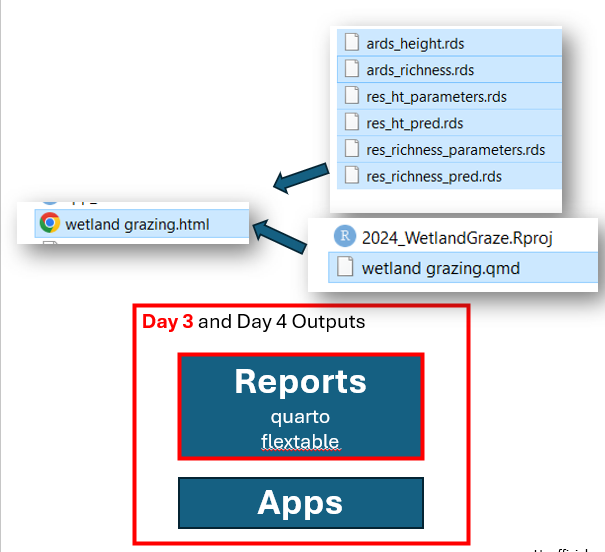 ards_height.rds
ards_richness.rds
res_ht_parameters.rds
res_ht_pred.rds
res_richness_parameters.rds
res_richness_pred.rds
wetland grazing.html
R 2024_WetlandGraze.Rproj
wetland grazing.qmd
Day 3 and Day 4 Outputs
Reports
quarto
flextable
Apps